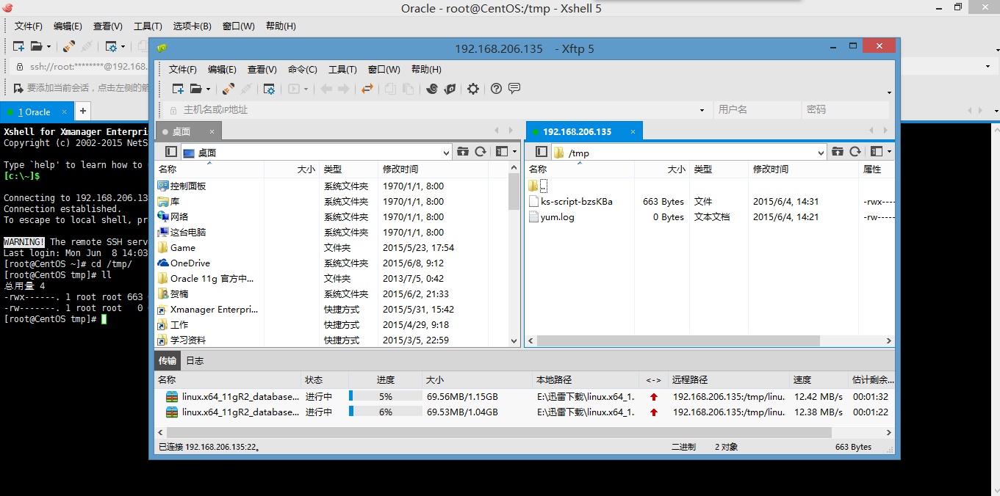 Oracle - root@CentOS:/tmp - Xshell 5
文件(F) 编辑(E) 查看(V) 工具(T) 选项卡(B) 窗口(W) 帮助(H)
ssh://root:********@192.168.
要添加当前会话，点击左侧的箭
1 Oracle × +
Xshell for Xmanager Enterpri
Copyright (c) 2002-2015 NetS
Type `help' to learn how to
[c:\~]$
Connecting to 192.168.206.13
Connection established.
To escape to local shell, pr
WARNING! The remote SSH serv
Last login: Mon Jun  8 14:03
[root@CentOS ~]# cd /tmp/
[root@CentOS tmp]# ll
总用量 4
-rwx------. 1 root root 663
-rw-------. 1 root root   0
[root@CentOS tmp]#
192.168.206.135 - Xftp 5
文件(F) 编辑(E) 查看(V) 命令(C) 工具(T) 窗口(W) 帮助(H)
主机名或IP地址 用户名 密码
桌面 ×
桌面
名称 大小 类型 修改时间
控制面板 系统文件夹 1970/1/1, 8:00
库 系统文件夹 1970/1/1, 8:00
网络 系统文件夹 1970/1/1, 8:00
这台电脑 系统文件夹 1970/1/1, 8:00
Game 文件夹 2015/5/23, 17:54
OneDrive 系统文件夹 2015/6/8, 9:12
Oracle 11g 官方中... 文件夹 2013/7/5, 0:42
贺楠 系统文件夹 2015/6/2, 21:33
Xmanager Enterpri... 快捷方式 2015/5/31, 15:42
工作 快捷方式 2015/4/29, 9:18
学习资料 快捷方式 2015/3/5, 22:59
192.168.206.135 ×
/tmp
名称 大小 类型 修改时间 属性
..
ks-script-bzsKBa 663 Bytes 文件 2015/6/4, 14:31 -rwx----
yum.log 0 Bytes 文本文档 2015/6/4, 14:21 -rw-----
传输 日志
名称 状态 进度 大小 本地路径 <-> 远程路径 速度 估计剩余...
linux.x64_11gR2_database... 进行中 5% 69.56MB/1.15GB E:\迅雷下载\linux.x64_1. 192.168.206.135:/tmp/linu. 12.42 MB/s 00:01:32
linux.x64_11gR2_database... 进行中 6% 69.53MB/1.04GB E:\迅雷下载\linux.x64_1. 192.168.206.135:/tmp/linu. 12.38 MB/s 00:01:22
已连接 192.168.206.135:22。 二进制 2 对象 663 Bytes